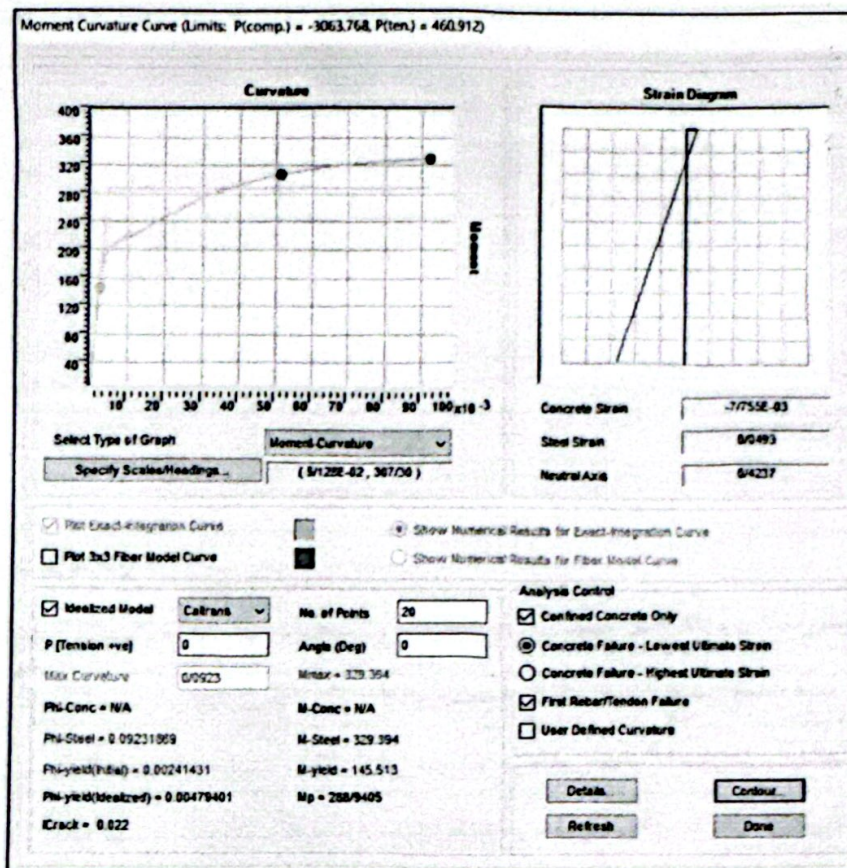 Moment Curvature Curve (Limits: P(comp.) = -3063.768, P(ten.) = 460.912)
Curvature
Strain Diagram
400
360
320
280
240
200
160
120
80
40
Moment
10 20 30 40 50 60 70 80 90 100 x10 -3
Concrete Strain -7/755E-03
Select Type of Graph Moment-Curvature
Steel Strain 0/0493
Specify Scales/Headings... ( 5/128E-02 , 307/30 )
Neutral Axis 0/4237
Plot Exact-Integration Curve
Show Numerical Results for Exact-Integration Curve
Plot 3x3 Fiber Model Curve
Show Numerical Results for Fiber Model Curve
Analysis Control
Idealized Model Caltrans No. of Points 20
Confined Concrete Only
P [Tension +ve] 0 Angle (Deg) 0
Concrete Failure - Lowest Ultimate Strain
Max Curvature 0/0923 Mmax = 329.394
Concrete Failure - Highest Ultimate Strain
Phi-Conc = N/A M-Conc = N/A
First Rebar/Tendon Failure
Phi-Steel = 0.09231869 M-Steel = 329.394
User Defined Curvature
Phi-yield(Initial) = 0.00241431 M-yield = 145.513
Phi-yield(Idealized) = 0.00479401 Mp = 288/9405
Details... Contour...
ICrack = 0.022
Refresh Done